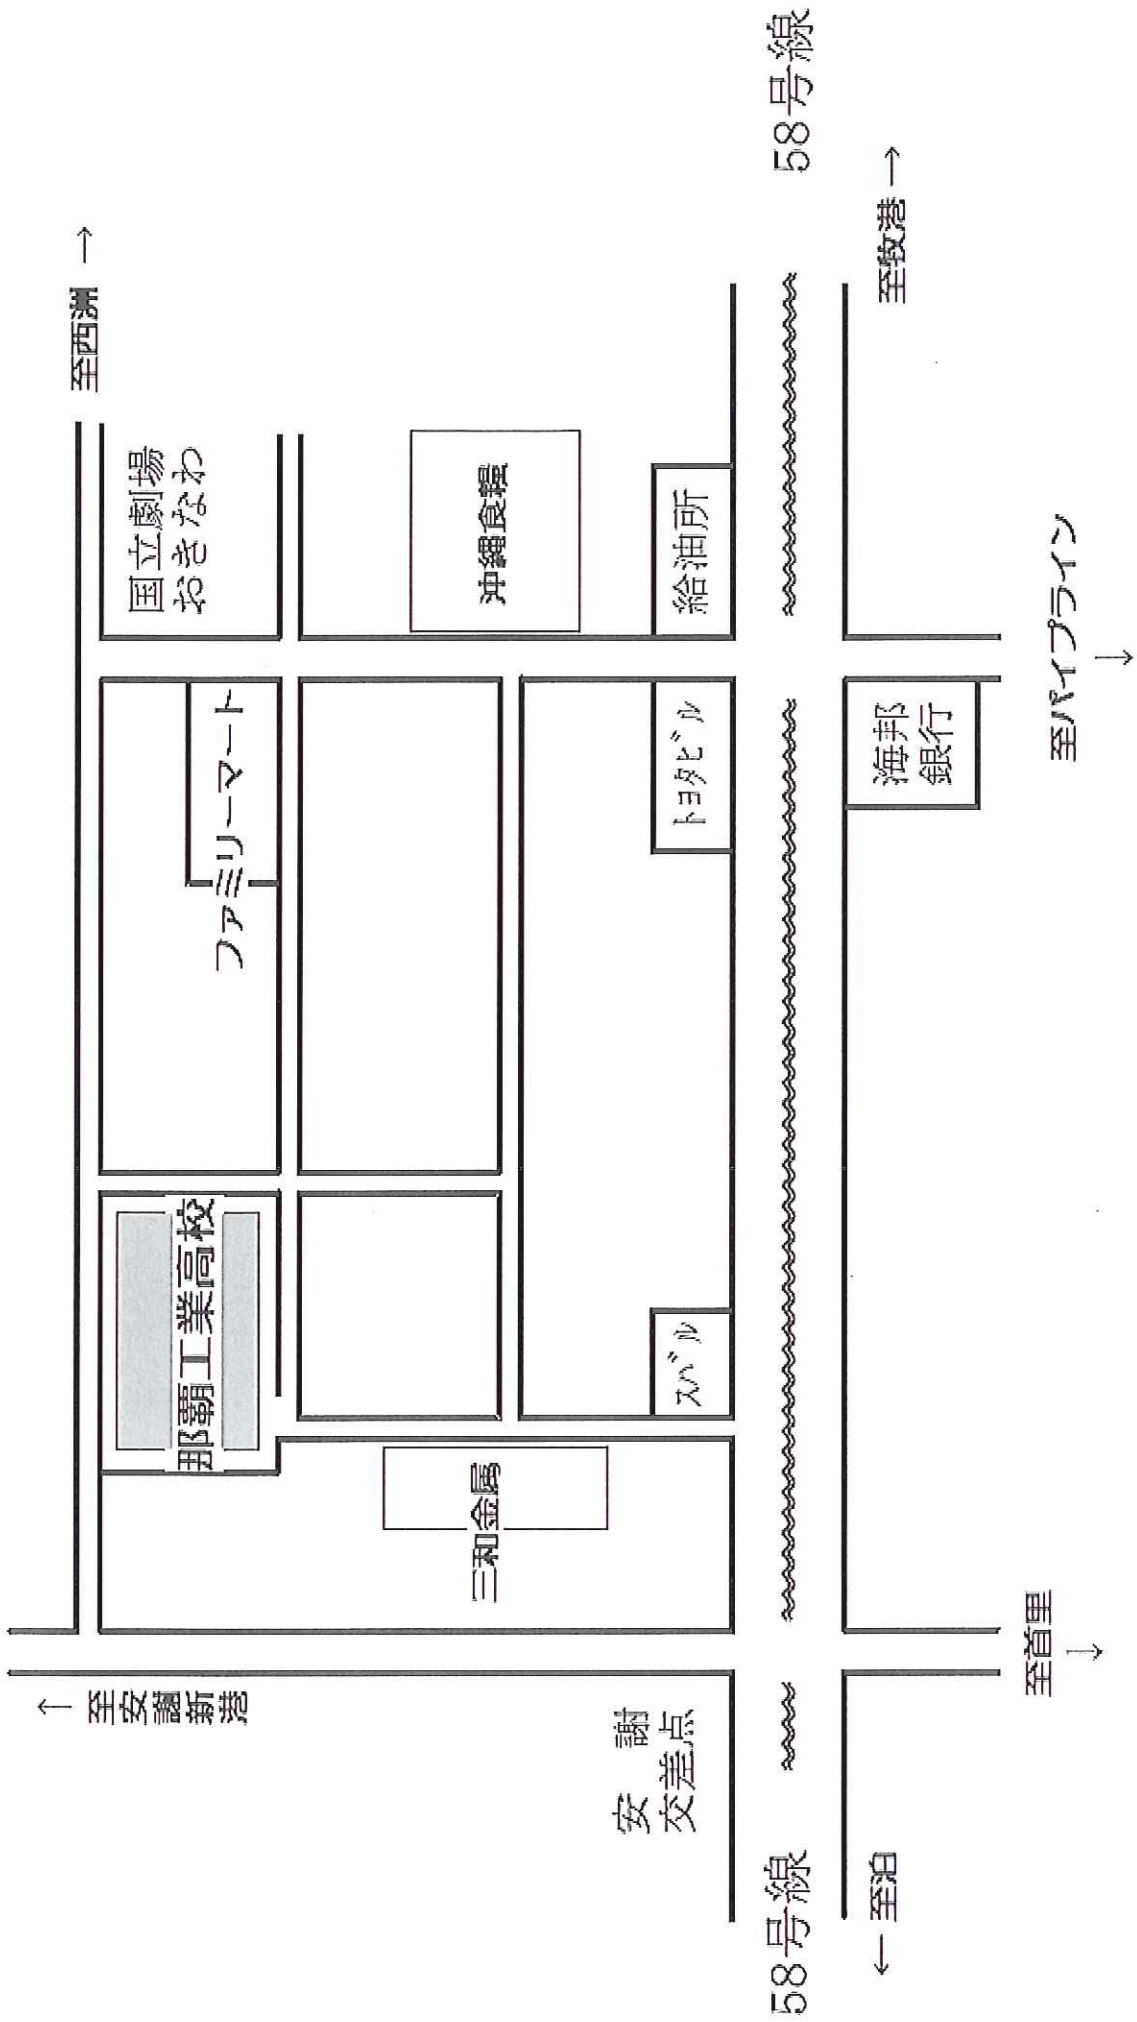 至安謝新港
↑
至西洲 →
那覇工業高校
ファミリーマート
国立劇場
おきなわ
三和金属
沖縄食糧
安　謝
交差点
スバル
トヨタビル
給油所
58号線
58号線
← 至泊
至牧港 →
海邦
銀行
至首里
↓
至パイプライン
↓